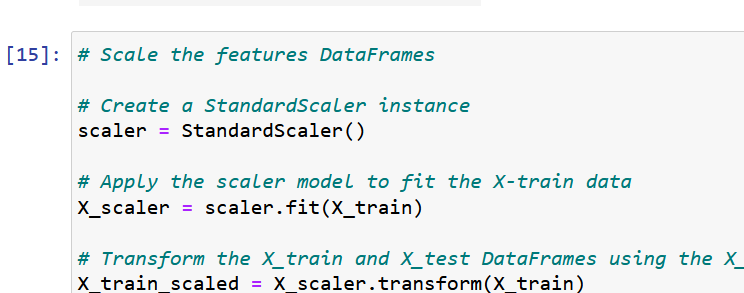 [15]: # Scale the features DataFrames
# Create a StandardScaler instance
scaler = StandardScaler()
# Apply the scaler model to fit the X-train data
X_scaler = scaler.fit(X_train)
# Transform the X_train and X_test DataFrames using the X_
X_train_scaled = X_scaler.transform(X_train)